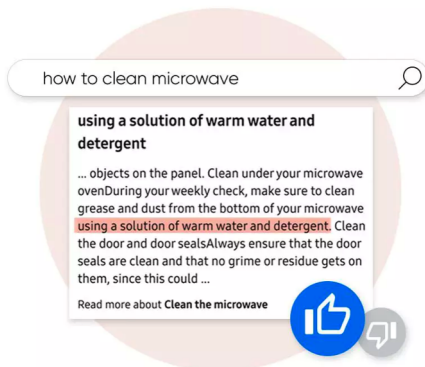 how to clean microwave
using a solution of warm water and
detergent
... objects on the panel. Clean under your microwave
ovenDuring your weekly check, make sure to clean
grease and dust from the bottom of your microwave
using a solution of warm water and detergent. Clean
the door and door sealsAlways ensure that the door
seals are clean and that no grime or residue gets on
them, since this could ...
Read more about Clean the microwave